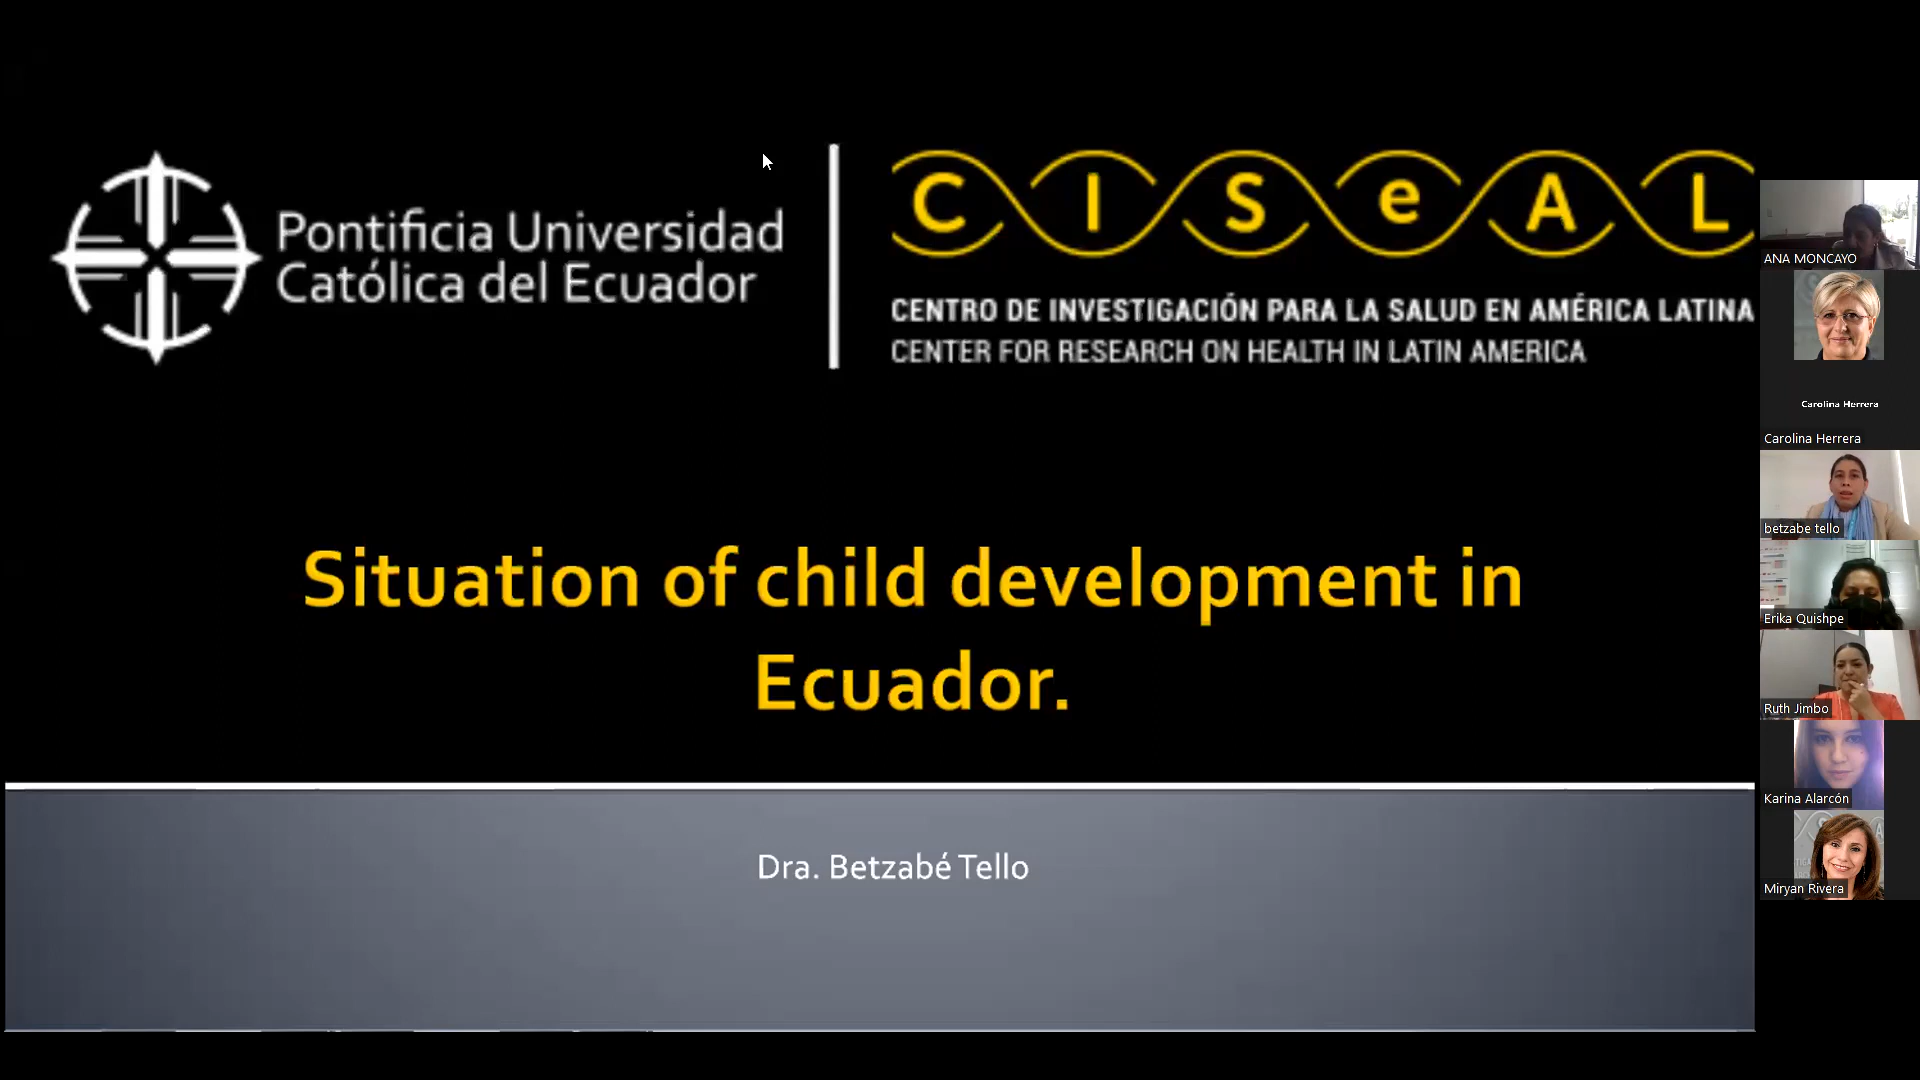 Pontificia Universidad
Católica del Ecuador
CISeAL
CENTRO DE INVESTIGACIÓN PARA LA SALUD EN AMÉRICA LATINA
CENTER FOR RESEARCH ON HEALTH IN LATIN AMERICA
Situation of child development in
Ecuador.
Dra. Betzabé Tello
ANA MONCAYO
Carolina Herrera
Carolina Herrera
betzabe tello
Erika Quishpe
Ruth Jimbo
Karina Alarcón
Miryan Rivera